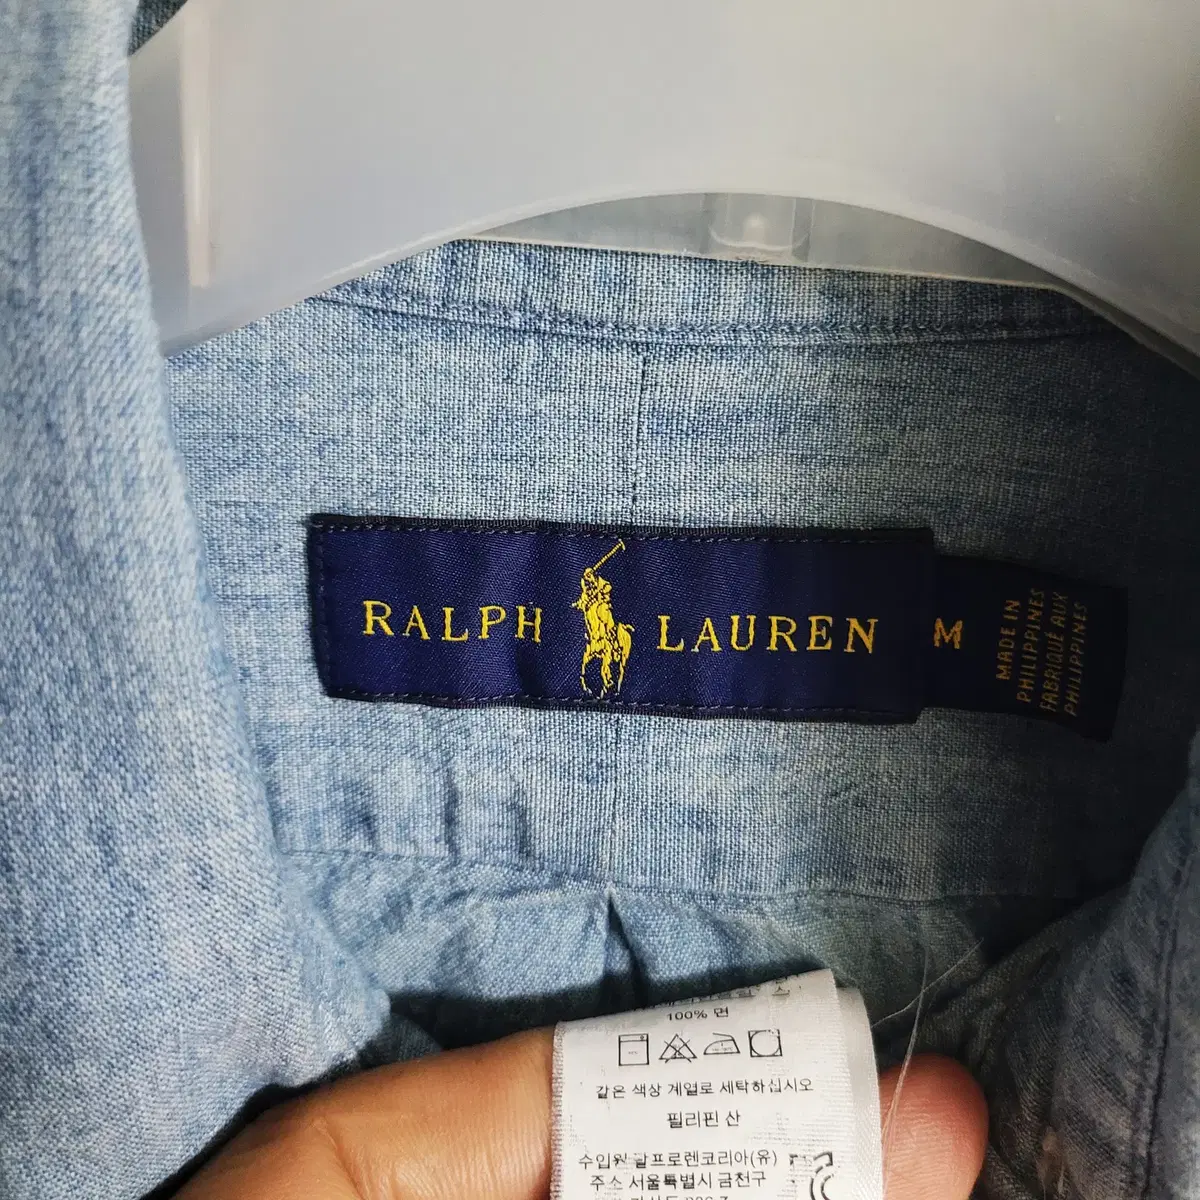 RALPH LAUREN M
MADE IN
PHILIPPINES
FABRIQUÉ AUX
PHILIPPINES
100% 면
같은 색상 계열로 세탁하십시오
필리핀 산
수입원 랄프로렌코리아(유)
주소 서울특별시 금천구